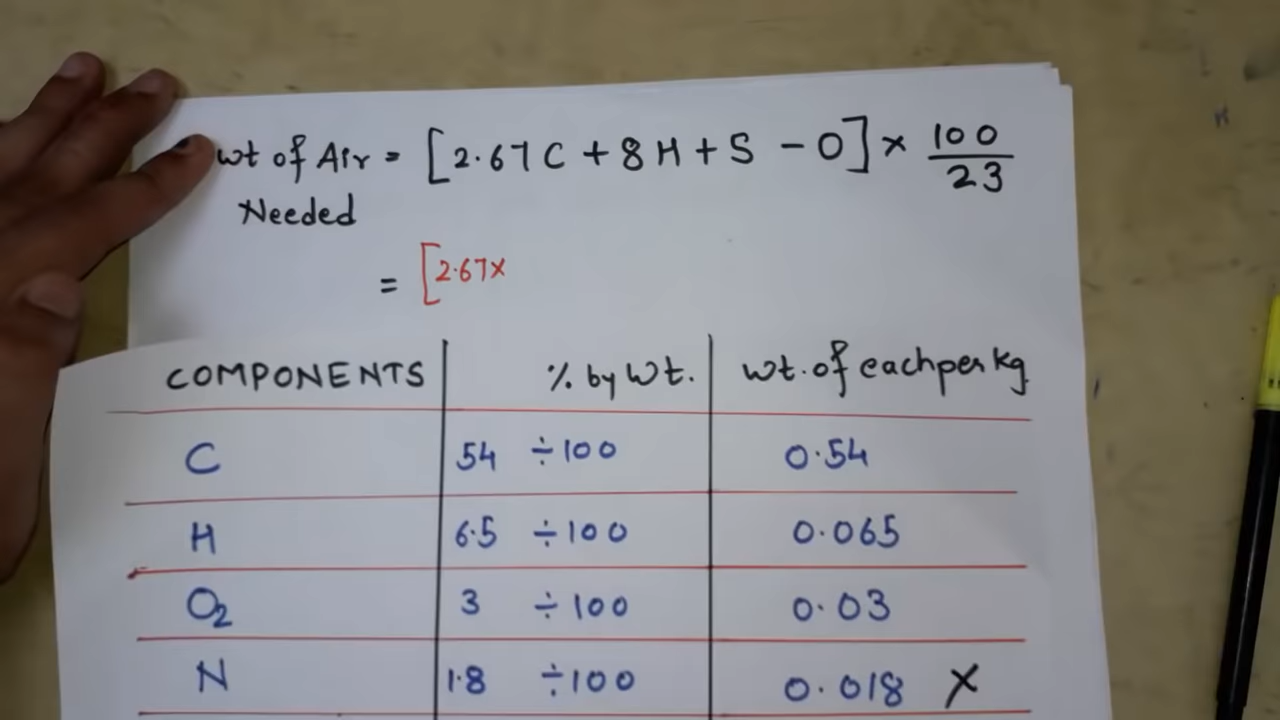 wt of Air = [2.67C + 8H + S - O] × 100/23
Needed
= [2.67×
COMPONENTS % by Wt. wt. of each per kg
C 54 ÷100 0.54
H 6.5 ÷100 0.065
O₂ 3 ÷100 0.03
N 1.8 ÷100 0.018 ×